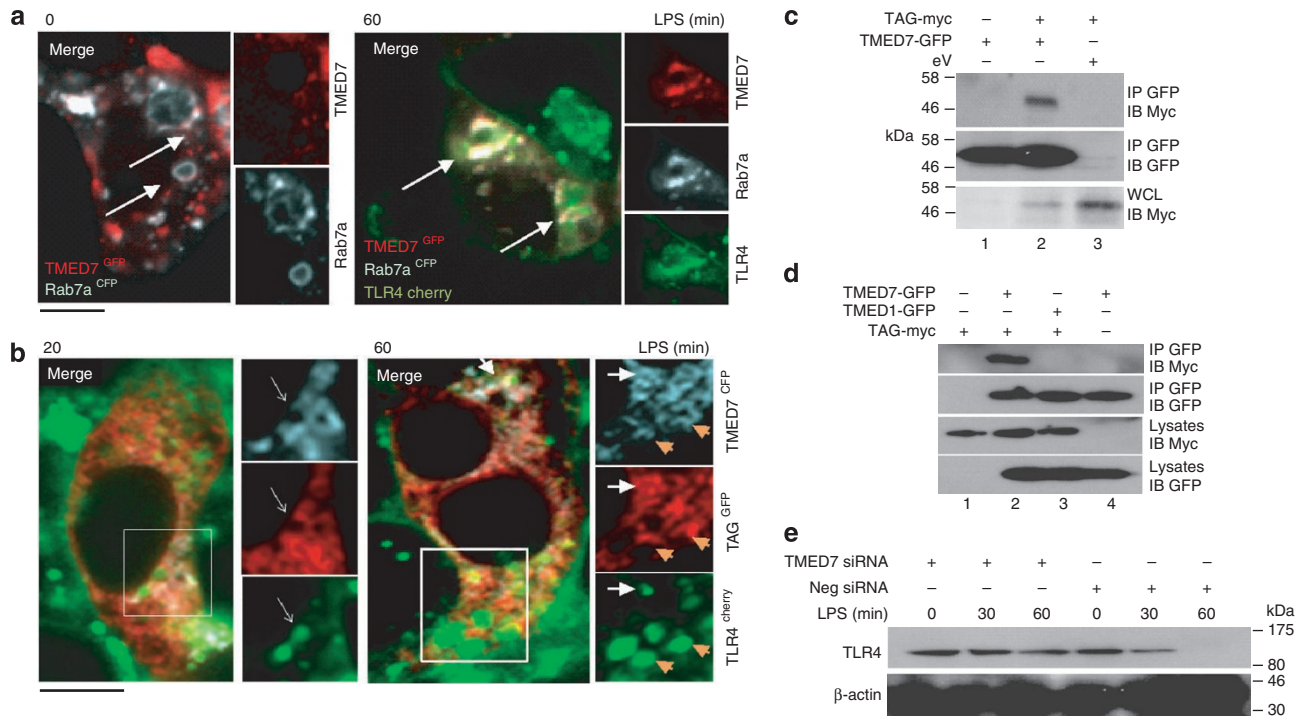 a
0
60
LPS (min)
Merge
TMED7
Rab7a
TMED7 GFP
Rab7a CFP
Merge
TMED7
Rab7a
TLR4
TMED7 GFP
Rab7a CFP
TLR4 cherry
b
20
60
LPS (min)
Merge
Merge
TMED7 CFP
TAG GFP
TLR4 cherry
c
TAG-myc – + +
TMED7-GFP + + –
eV – – +
58
46
IP GFP
IB Myc
kDa
58
46
IP GFP
IB GFP
58
46
WCL
IB Myc
1 2 3
d
TMED7-GFP – + – +
TMED1-GFP – – + –
TAG-myc + + + –
IP GFP
IB Myc
IP GFP
IB GFP
Lysates
IB Myc
Lysates
IB GFP
1 2 3 4
e
TMED7 siRNA + + + – – –
Neg siRNA – – – + + +
LPS (min) 0 30 60 0 30 60 kDa
TLR4
175
80
β-actin
46
30